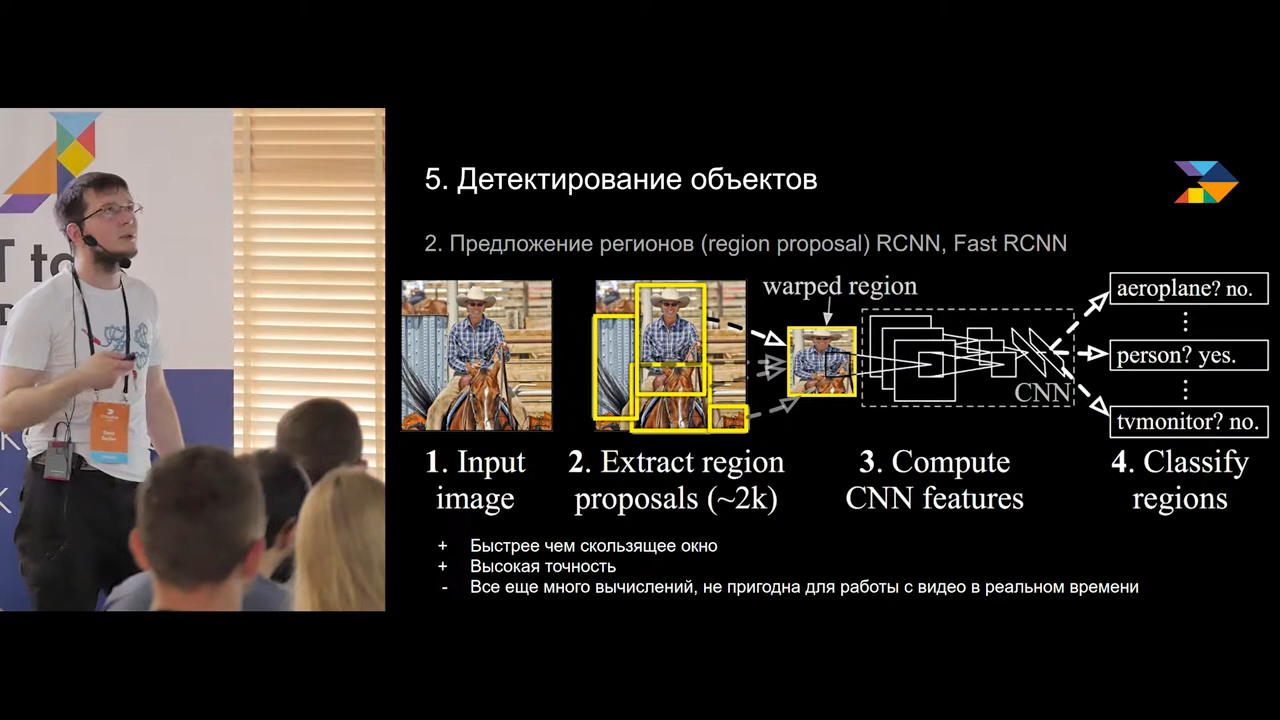 5. Детектирование объектов
2. Предложение регионов (region proposal) RCNN, Fast RCNN
warped region
aeroplane? no.
person? yes.
tvmonitor? no.
CNN
1. Input
image
2. Extract region
proposals (~2k)
3. Compute
CNN features
4. Classify
regions
+ Быстрее чем скользящее окно
+ Высокая точность
- Все еще много вычислений, не пригодна для работы с видео в реальном времени